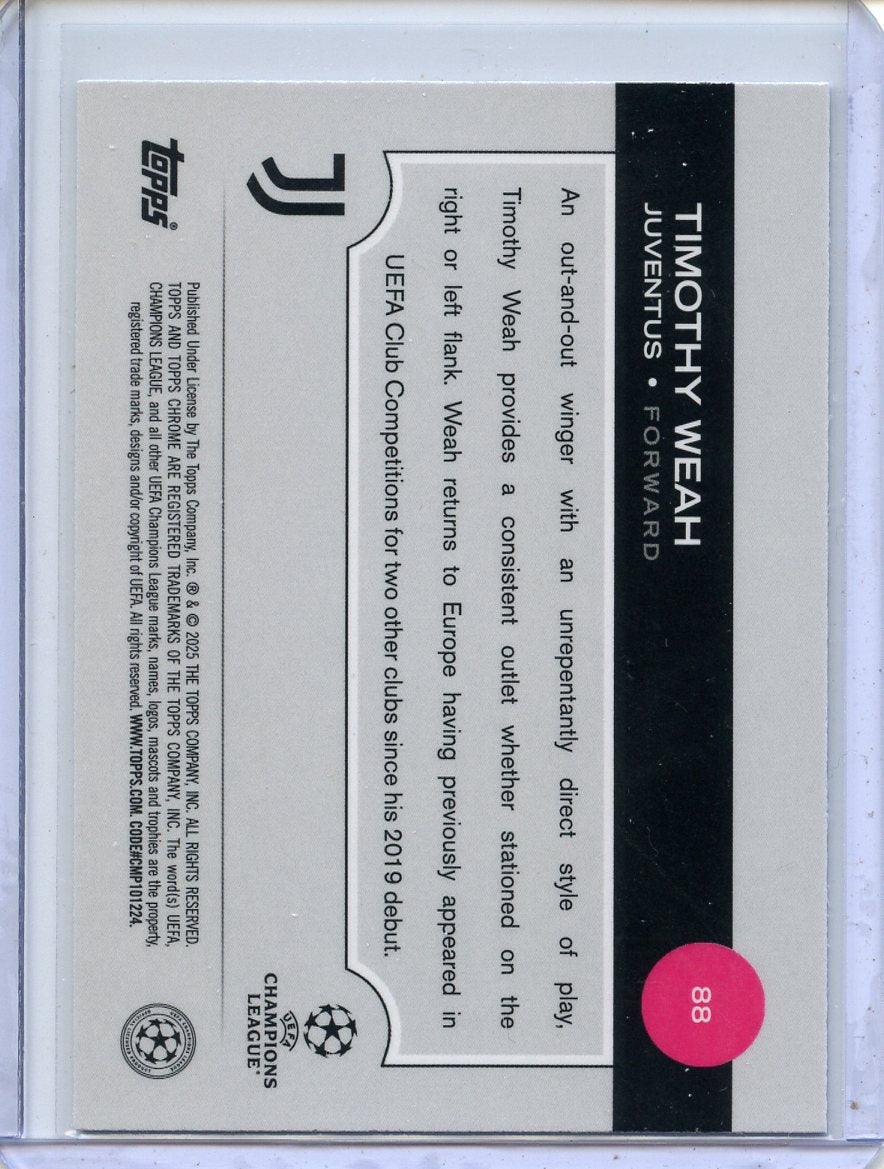 TIMOTHY WEAH
JUVENTUS • FORWARD
88
An out-and-out winger with an unrepentantly direct style of play,
Timothy Weah provides a consistent outlet whether stationed on the
right or left flank. Weah returns to Europe having previously appeared in
UEFA Club Competitions for two other clubs since his 2019 debut.
UEFA
CHAMPIONS
LEAGUE®
topps®
Published Under License by The Topps Company, Inc. ® & © 2025 THE TOPPS COMPANY, INC. ALL RIGHTS RESERVED.
TOPPS AND TOPPS CHROME ARE REGISTERED TRADEMARKS OF THE TOPPS COMPANY, INC. The word(s) UEFA,
CHAMPIONS LEAGUE, and all other UEFA Champions League marks, names, logos, mascots and trophies are the property,
registered trade marks, designs and/or copyright of UEFA. All rights reserved. WWW.TOPPS.COM. CODE#CMP101224.